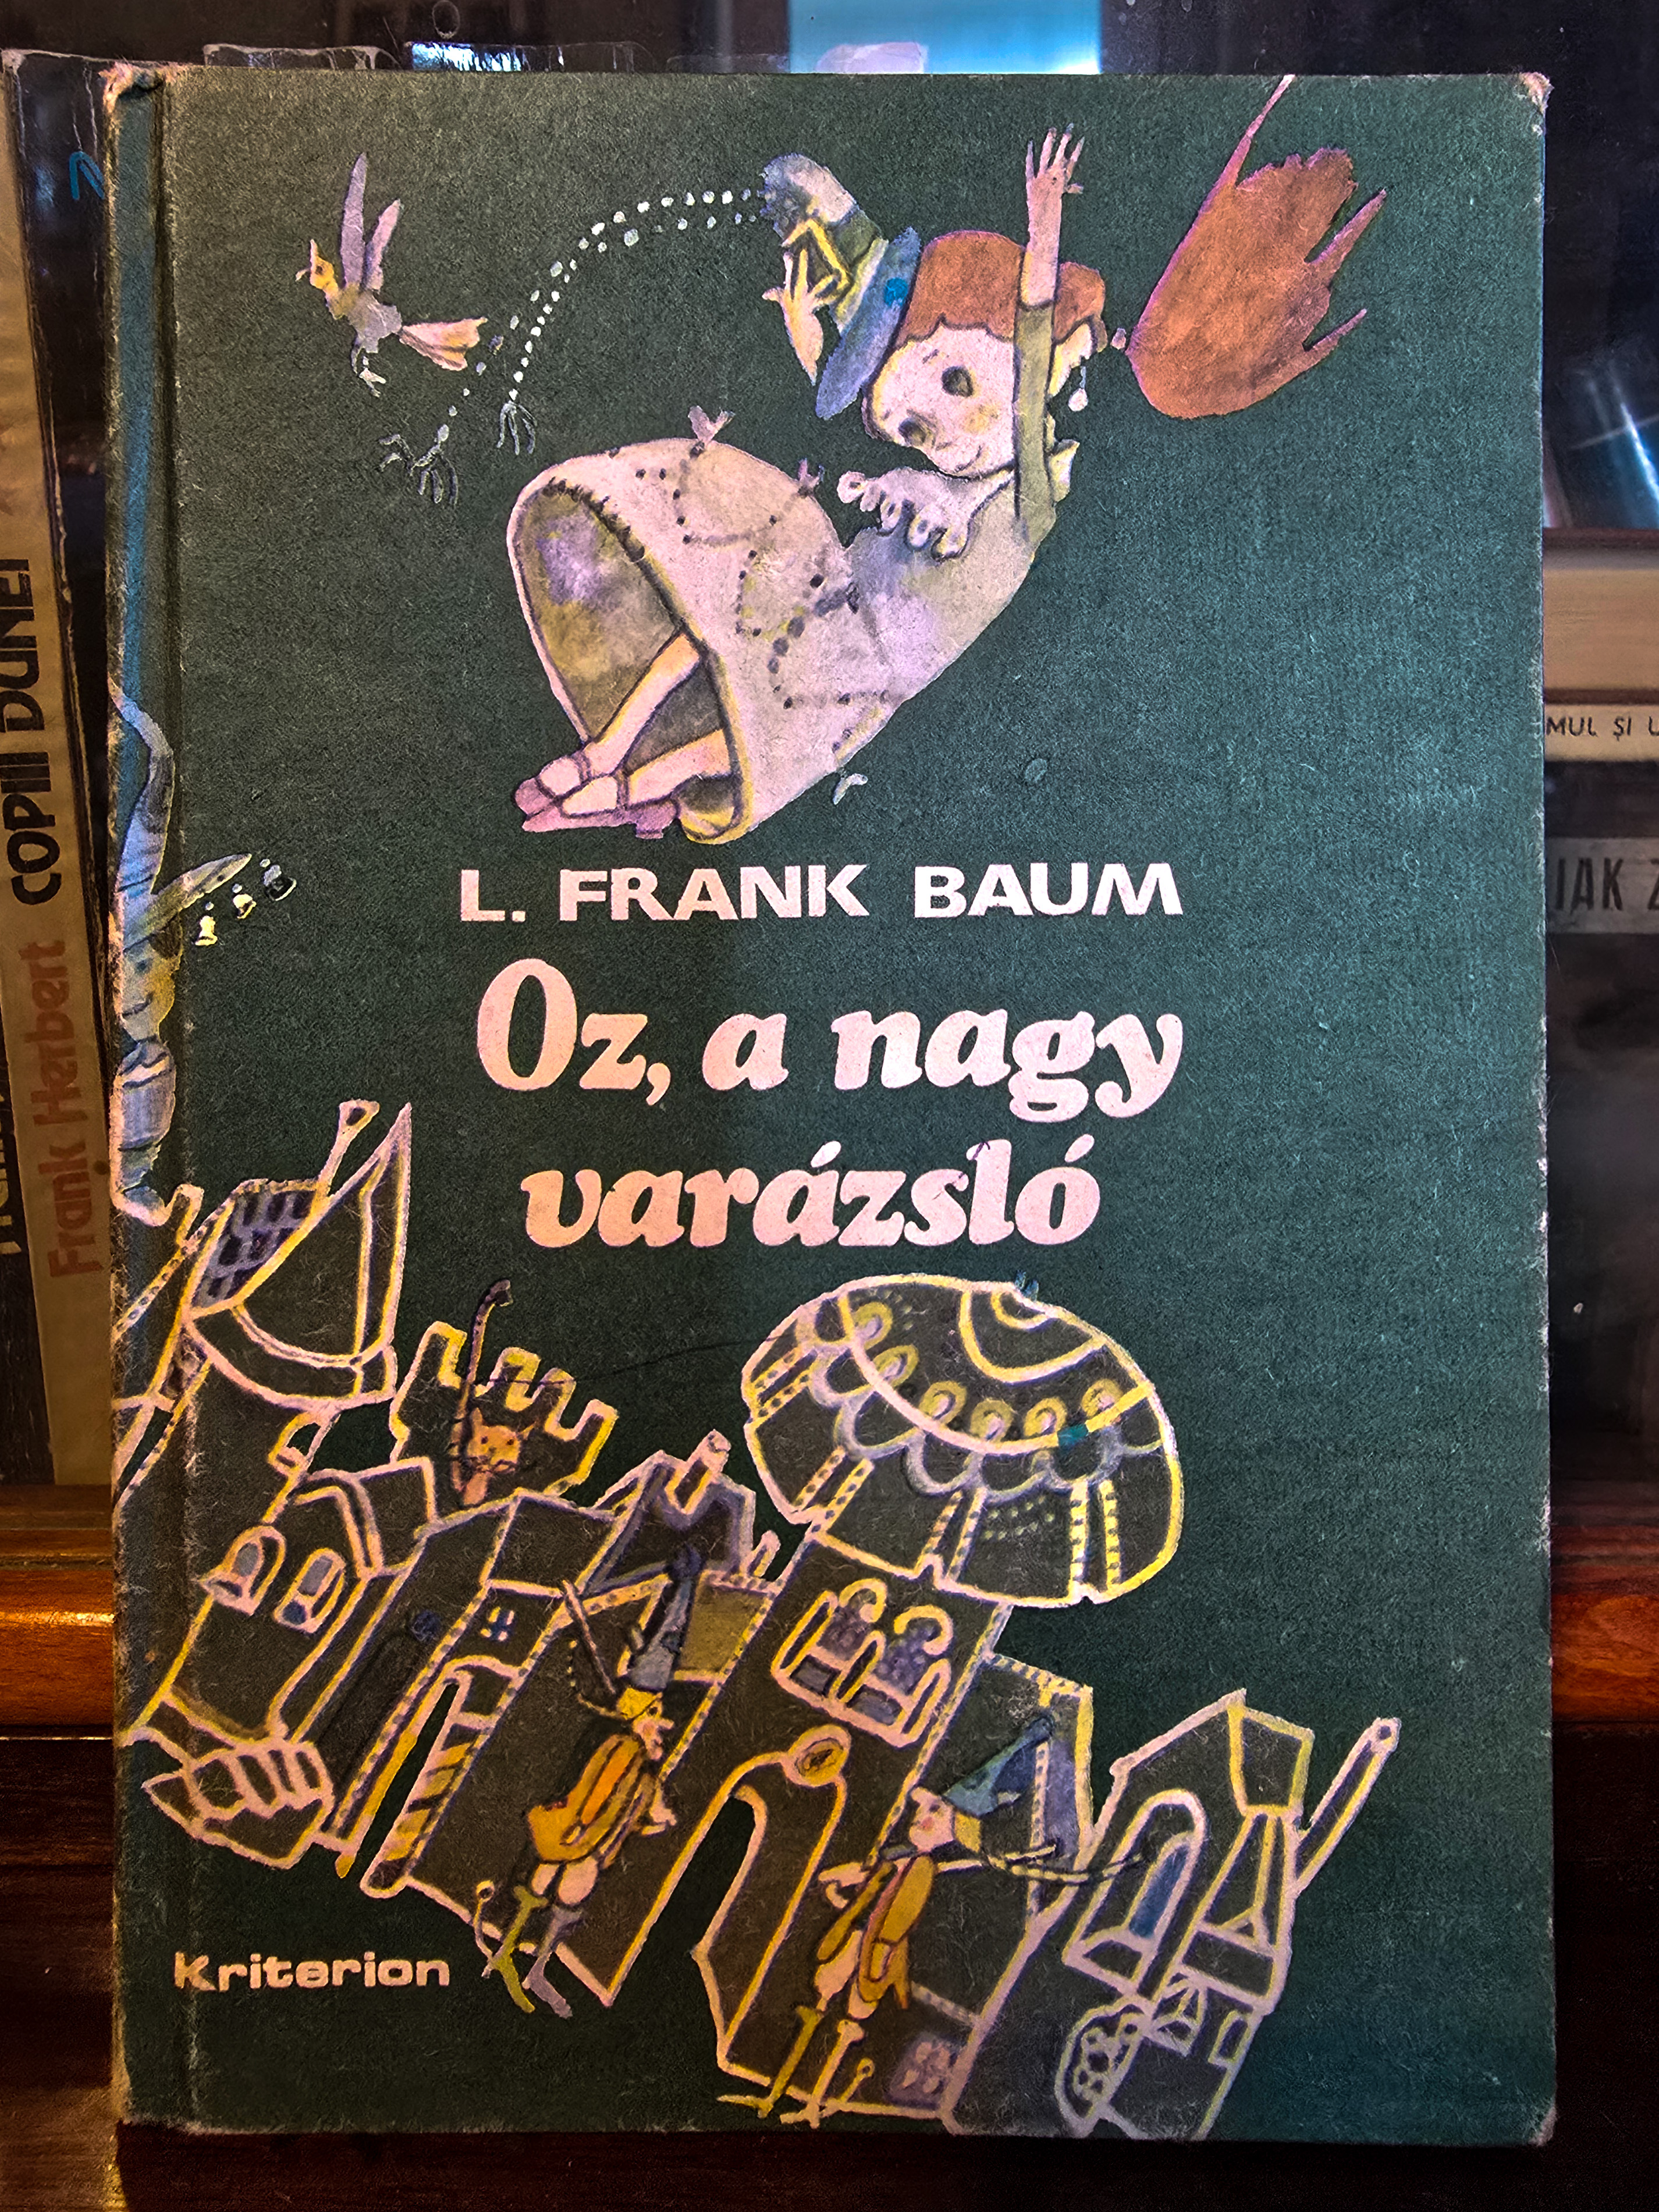 L. FRANK BAUM
Oz, a nagy
varázsló
Kriterion
COPIII DUNEI
Frank Herbert
MUL ȘI
IAK